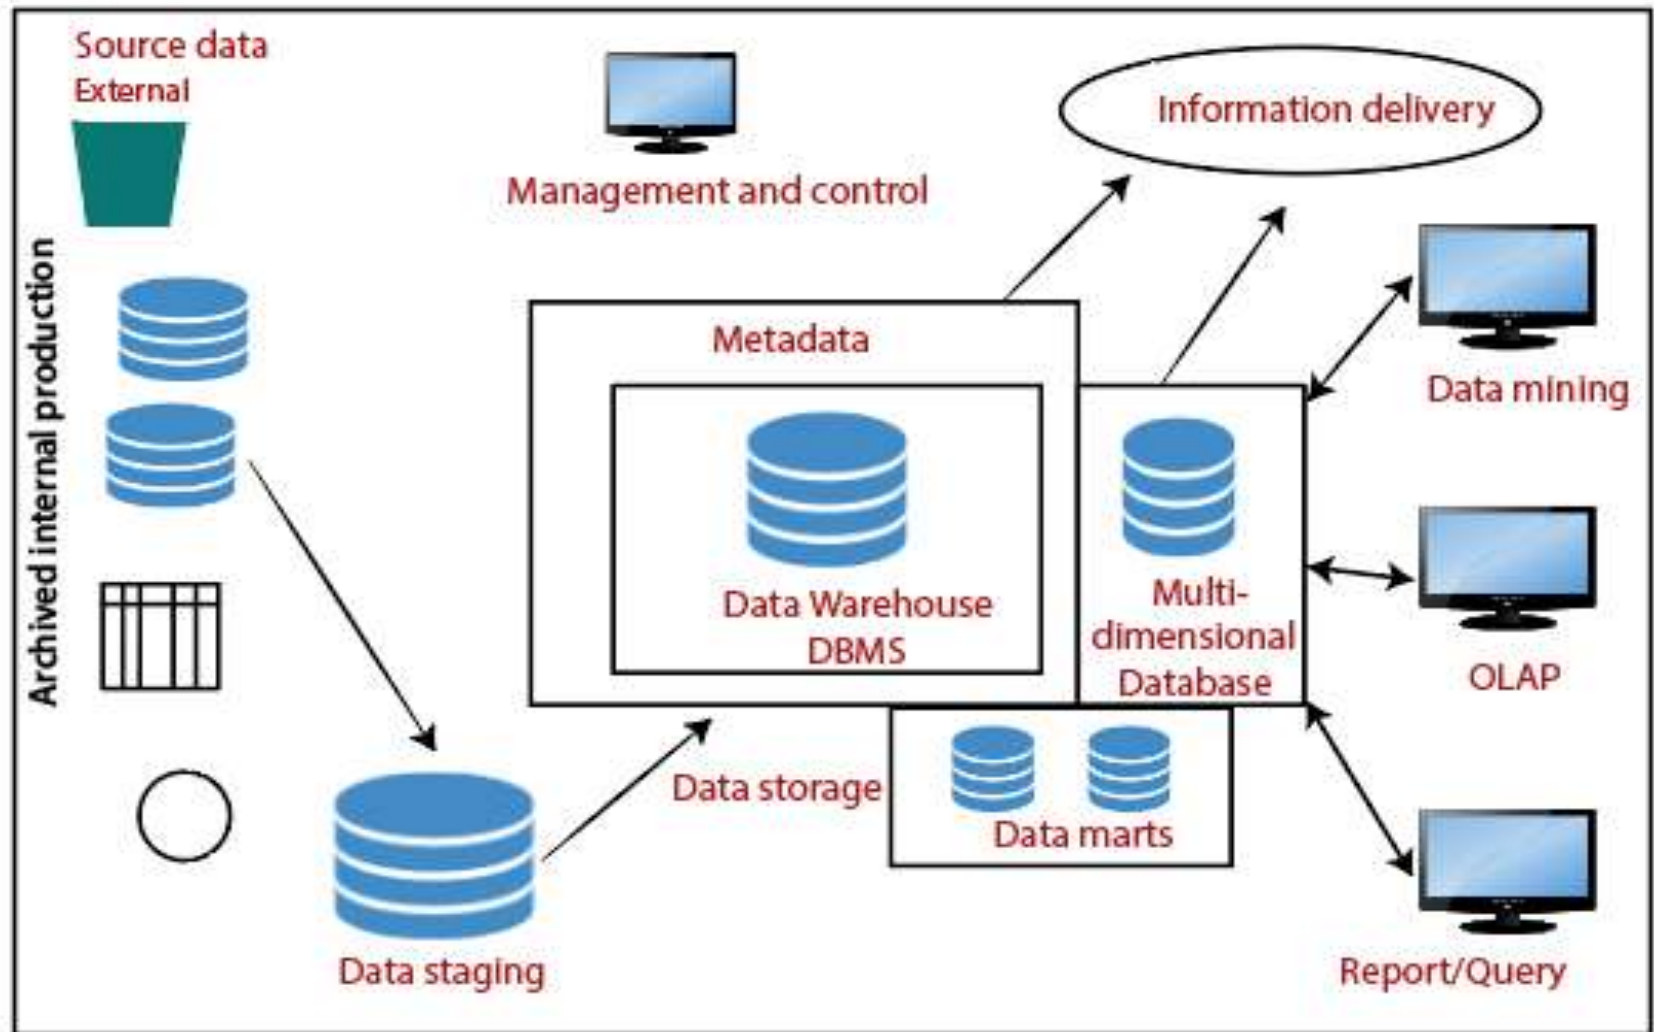 Source data
External
Archived internal production
Management and control
Information delivery
Metadata
Data Warehouse
DBMS
Multi-
dimensional
Database
Data storage
Data marts
Data staging
Data mining
OLAP
Report/Query